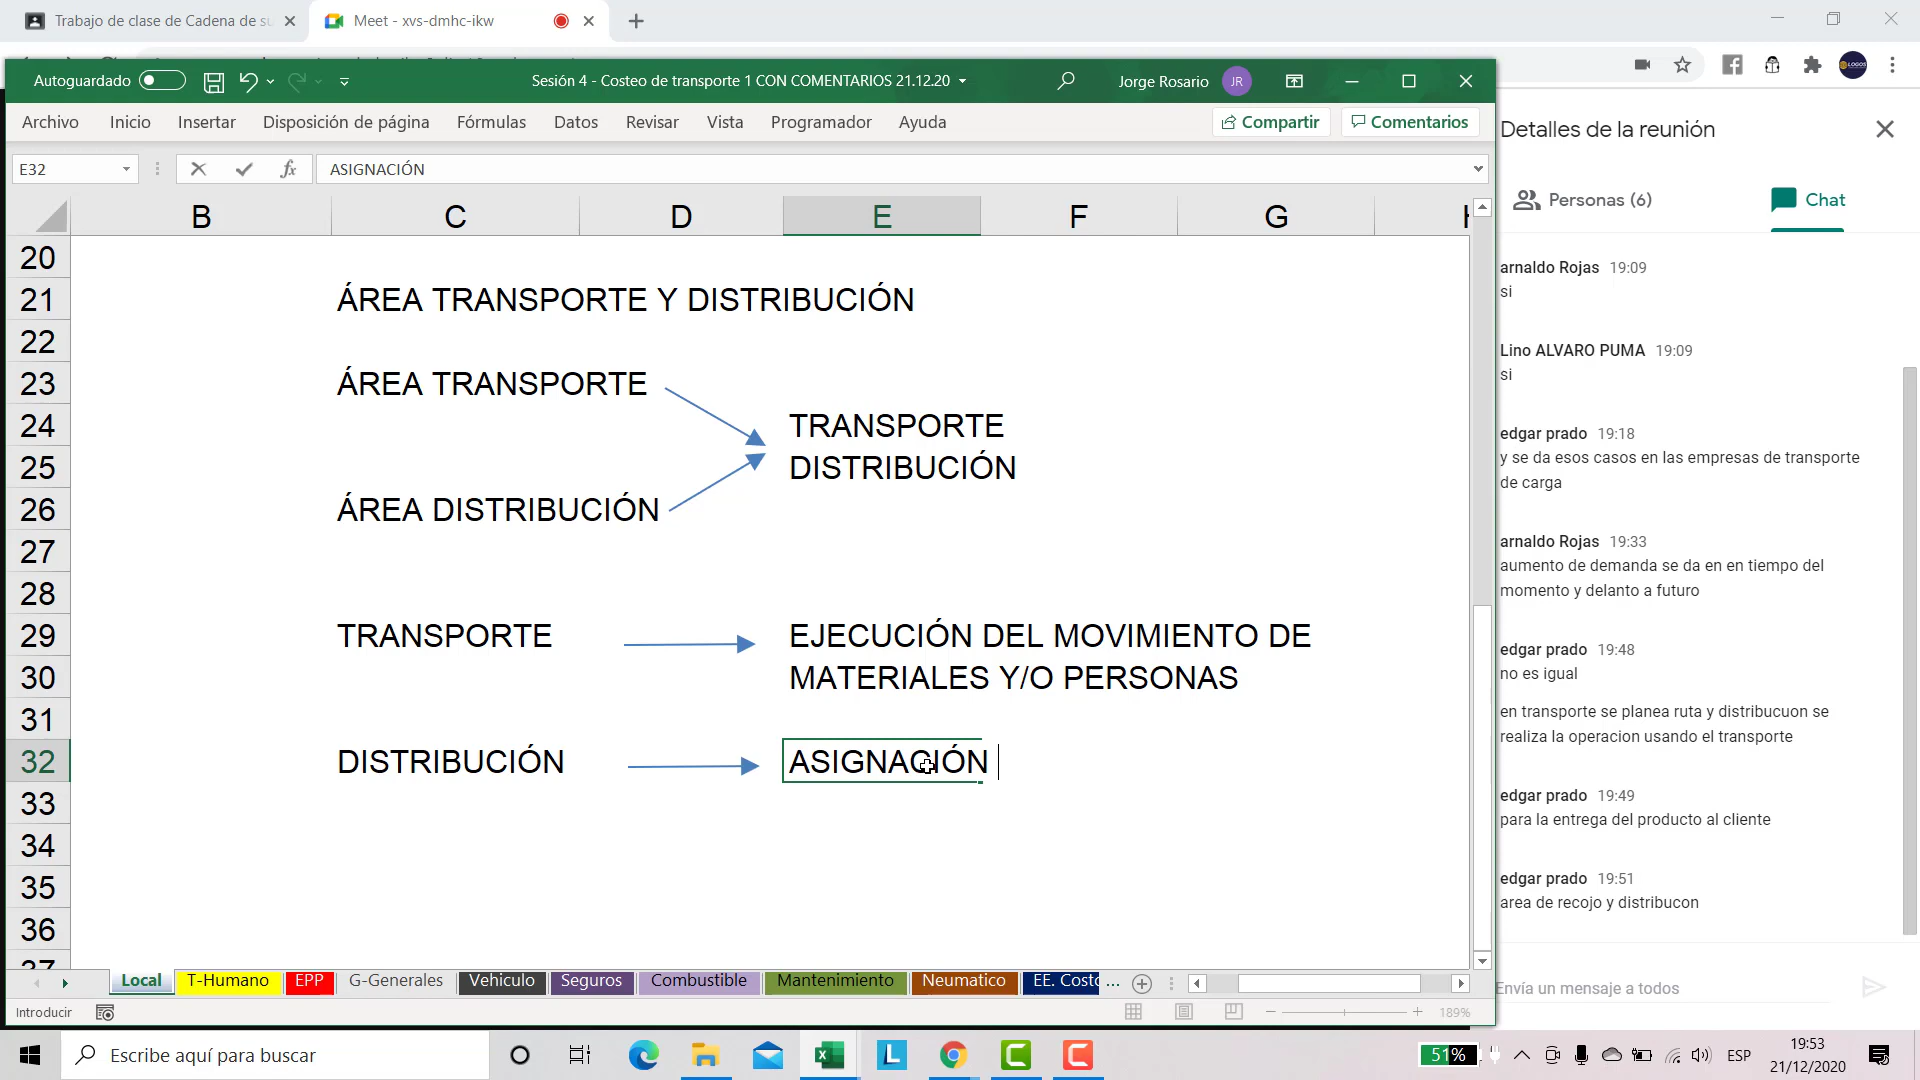 Trabajo de clase de Cadena de su
Meet - xvs-dmhc-ikw
Autoguardado
Sesión 4 - Costeo de transporte 1 CON COMENTARIOS 21.12.20
Jorge Rosario
JR
LOGOS
Archivo
Inicio
Insertar
Disposición de página
Fórmulas
Datos
Revisar
Vista
Programador
Ayuda
Compartir
Comentarios
E32
fx
ASIGNACIÓN
B
C
D
E
F
G
H
20
21
ÁREA TRANSPORTE Y DISTRIBUCIÓN
22
23
ÁREA TRANSPORTE
24
TRANSPORTE
25
DISTRIBUCIÓN
26
ÁREA DISTRIBUCIÓN
27
28
29
TRANSPORTE
EJECUCIÓN DEL MOVIMIENTO DE
30
MATERIALES Y/O PERSONAS
31
32
DISTRIBUCIÓN
ASIGNACIÓN
33
34
35
36
37
Local
T-Humano
EPP
G-Generales
Vehiculo
Seguros
Combustible
Mantenimiento
Neumatico
EE. Costo
...
Introducir
189%
Detalles de la reunión
Personas (6)
Chat
arnaldo Rojas 19:09
si
Lino ALVARO PUMA 19:09
si
edgar prado 19:18
y se da esos casos en las empresas de transporte
de carga
arnaldo Rojas 19:33
aumento de demanda se da en en tiempo del
momento y delanto a futuro
edgar prado 19:48
no es igual
en transporte se planea ruta y distribucuon se
realiza la operacion usando el transporte
edgar prado 19:49
para la entrega del producto al cliente
edgar prado 19:51
area de recojo y distribucon
Envía un mensaje a todos
Escribe aquí para buscar
L
C
C
51%
ESP
19:53
21/12/2020